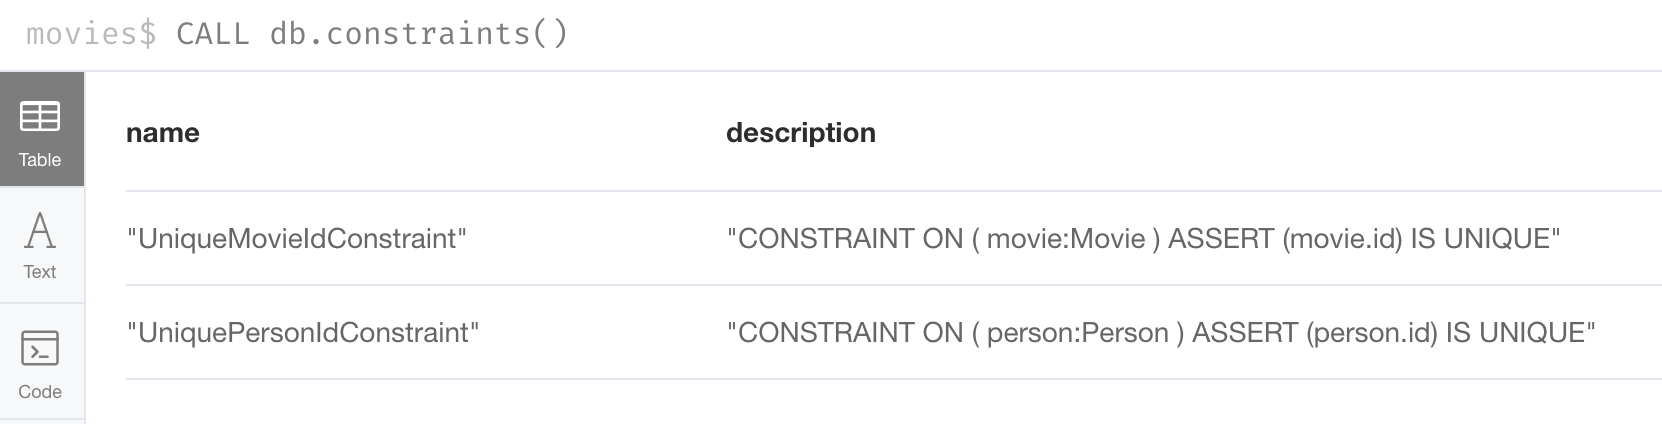 movies$ CALL db.constraints()
Table
name description
"UniqueMovieIdConstraint" "CONSTRAINT ON ( movie:Movie ) ASSERT (movie.id) IS UNIQUE"
Text
"UniquePersonIdConstraint" "CONSTRAINT ON ( person:Person ) ASSERT (person.id) IS UNIQUE"
Code